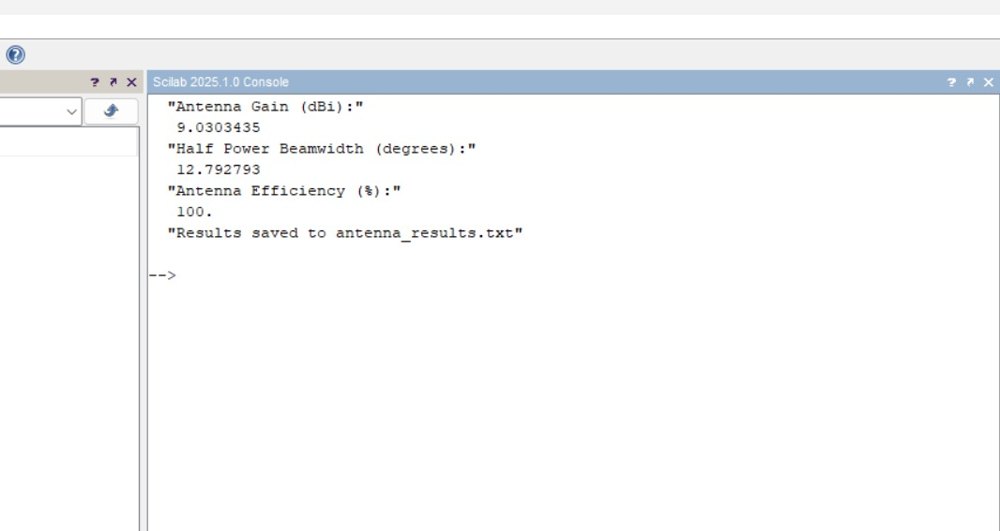 Scilab 2025.1.0 Console
"Antenna Gain (dBi):"
9.0303435
"Half Power Beamwidth (degrees):"
12.792793
"Antenna Efficiency (%):"
100.
"Results saved to antenna_results.txt"
-->